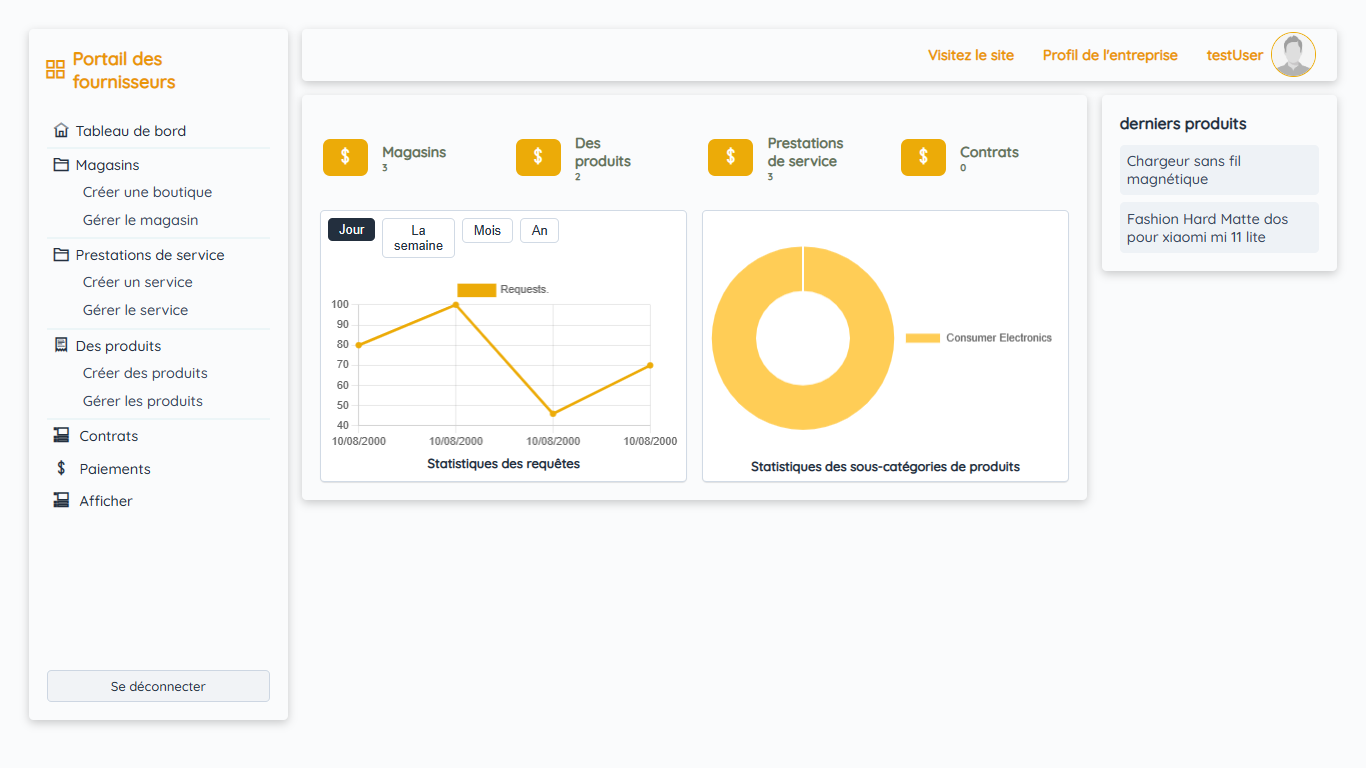 Portail des
fournisseurs
Tableau de bord
Magasins
Créer une boutique
Gérer le magasin
Prestations de service
Créer un service
Gérer le service
Des produits
Créer des produits
Gérer les produits
Contrats
$ Paiements
Afficher
Se déconnecter
Visitez le site
Profil de l'entreprise
testUser
$ Magasins
3
$ Des
produits
2
$ Prestations
de service
3
$ Contrats
0
Jour
La
semaine
Mois
An
Requests.
100
90
80
70
60
50
40
10/08/2000 10/08/2000 10/08/2000 10/08/2000
Statistiques des requêtes
Consumer Electronics
Statistiques des sous-catégories de produits
derniers produits
Chargeur sans fil
magnétique
Fashion Hard Matte dos
pour xiaomi mi 11 lite